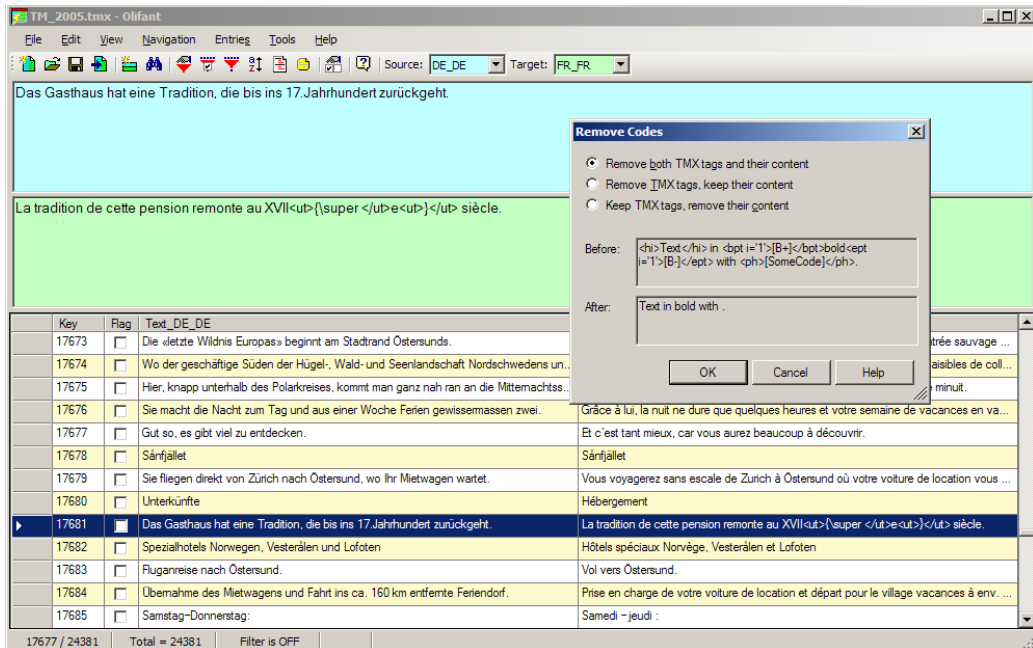 TM_2005.tmx - Olifant
File Edit View Navigation Entries Tools Help
Source: DE_DE Target: FR_FR
Das Gasthaus hat eine Tradition, die bis ins 17.Jahrhundert zurückgeht.
La tradition de cette pension remonte au XVII<ut>{\super </ut>e<ut>}</ut> siècle.
Remove Codes
Remove both TMX tags and their content
Remove TMX tags, keep their content
Keep TMX tags, remove their content
Before: <hi>Text</hi> in <bpt i='1'>[B+]</bpt>bold<ept
i='1'>[B-]</ept> with <ph>[SomeCode]</ph>.
After: Text in bold with .
OK Cancel Help
Key Flag Text_DE_DE
17673 Die «letzte Wildnis Europas» beginnt am Stadtrand Östersunds. trée sauvage ...
17674 Wo der geschäftige Süden der Hügel-, Wald- und Seenlandschaft Nordschwedens un... aisibles de coll...
17675 Hier, knapp unterhalb des Polarkreises, kommt man ganz nah ran an die Mitternachtss... minuit.
17676 Sie macht die Nacht zum Tag und aus einer Woche Ferien gewissermassen zwei. Grâce à lui, la nuit ne dure que quelques heures et votre semaine de vacances en va...
17677 Gut so, es gibt viel zu entdecken. Et c'est tant mieux, car vous aurez beaucoup à découvrir.
17678 Sånfjället Sånfjället
17679 Sie fliegen direkt von Zürich nach Östersund, wo Ihr Mietwagen wartet. Vous voyagerez sans escale de Zurich à Östersund où votre voiture de location vous ...
17680 Unterkünfte Hébergement
17681 Das Gasthaus hat eine Tradition, die bis ins 17.Jahrhundert zurückgeht. La tradition de cette pension remonte au XVII<ut>{\super </ut>e<ut>}</ut> siècle.
17682 Spezialhotels Norwegen, Vesterålen und Lofoten Hôtels spéciaux Norvège, Vesterålen et Lofoten
17683 Fluganreise nach Östersund. Vol vers Östersund.
17684 Übernahme des Mietwagens und Fahrt ins ca. 160 km entfernte Feriendorf. Prise en charge de votre voiture de location et départ pour le village vacances à env. ...
17685 Samstag-Donnerstag: Samedi – jeudi :
17677 / 24381 Total = 24381 Filter is OFF